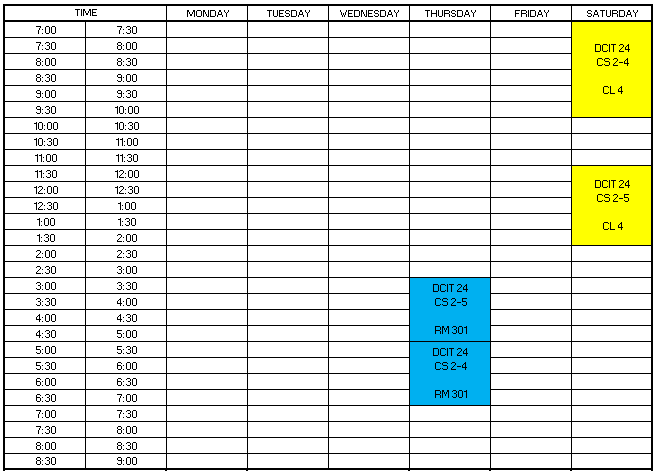 TIME MONDAY TUESDAY WEDNESDAY THURSDAY FRIDAY SATURDAY
7:00 7:30
7:30 8:00 DCIT 24
8:00 8:30 CS 2-4
8:30 9:00
9:00 9:30 CL 4
9:30 10:00
10:00 10:30
10:30 11:00
11:00 11:30
11:30 12:00 DCIT 24
12:00 12:30 CS 2-5
12:30 1:00
1:00 1:30 CL 4
1:30 2:00
2:00 2:30
2:30 3:00
3:00 3:30 DCIT 24
3:30 4:00 CS 2-5
4:00 4:30
4:30 5:00 RM 301
5:00 5:30 DCIT 24
5:30 6:00 CS 2-4
6:00 6:30
6:30 7:00 RM 301
7:00 7:30
7:30 8:00
8:00 8:30
8:30 9:00